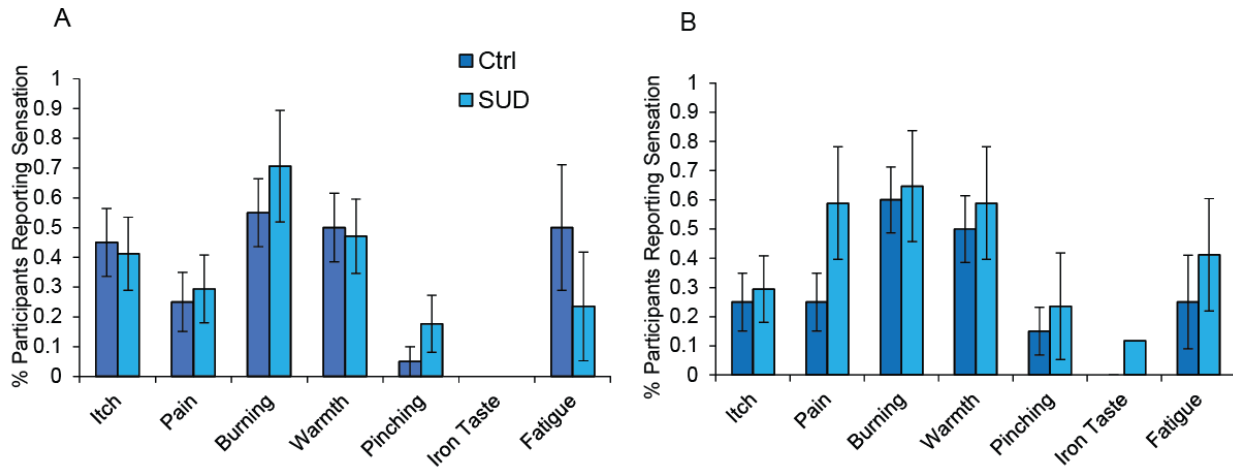 A
% Participants Reporting Sensation
1
0.9
0.8
0.7
0.6
0.5
0.4
0.3
0.2
0.1
0
Ctrl
SUD
Itch
Pain
Burning
Warmth
Pinching
Iron Taste
Fatigue
B
% Participants Reporting Sensation
1
0.9
0.8
0.7
0.6
0.5
0.4
0.3
0.2
0.1
0
Itch
Pain
Burning
Warmth
Pinching
Iron Taste
Fatigue